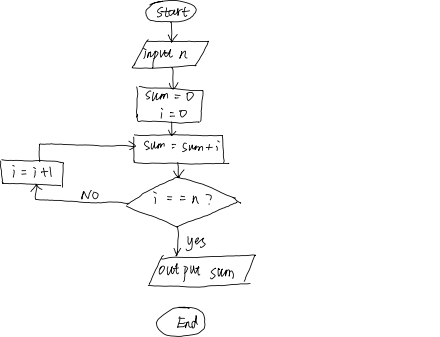 start
input n
sum = 0
i = 0
sum = sum + i
i = i+1
NO
i == n ?
yes
output sum
End